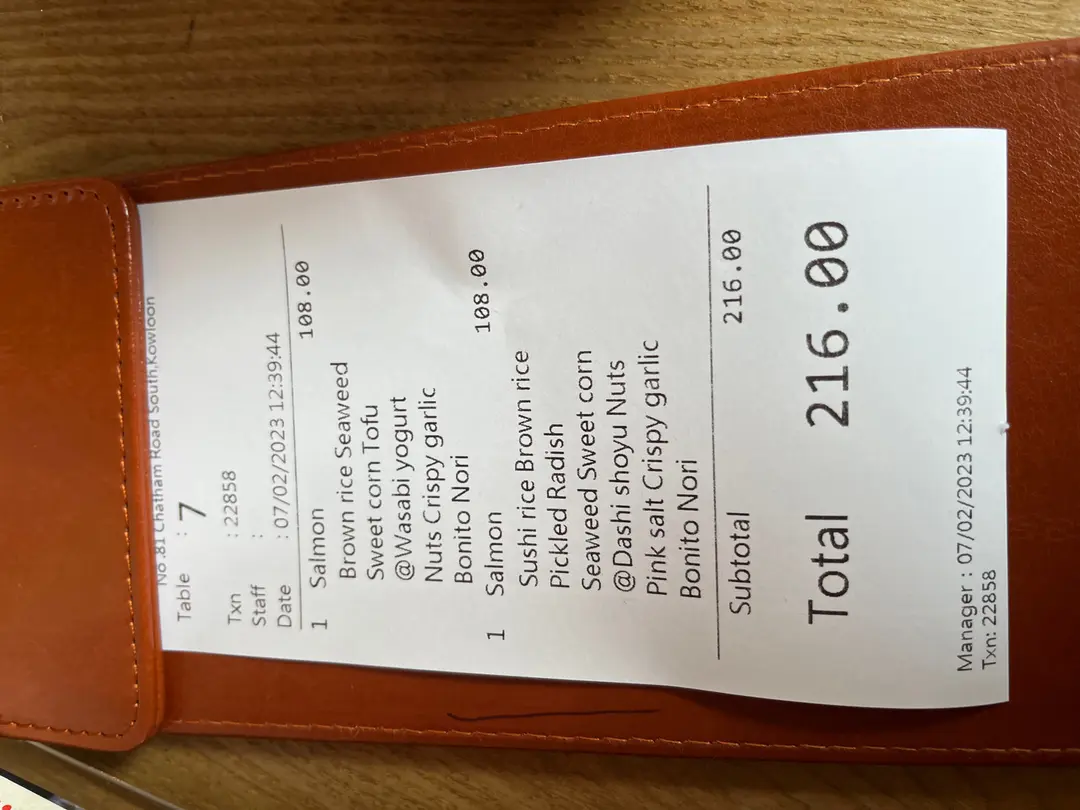 No.81 Chatham Road South,Kowloon
Table : 7
Txn : 22858
Staff :
Date : 07/02/2023 12:39:44
1 Salmon 108.00
Brown rice Seaweed
Sweet corn Tofu
@Wasabi yogurt
Nuts Crispy garlic
Bonito Nori
1 Salmon 108.00
Sushi rice Brown rice
Pickled Radish
Seaweed Sweet corn
@Dashi shoyu Nuts
Pink salt Crispy garlic
Bonito Nori
Subtotal 216.00
Total 216.00
Manager : 07/02/2023 12:39:44
Txn: 22858